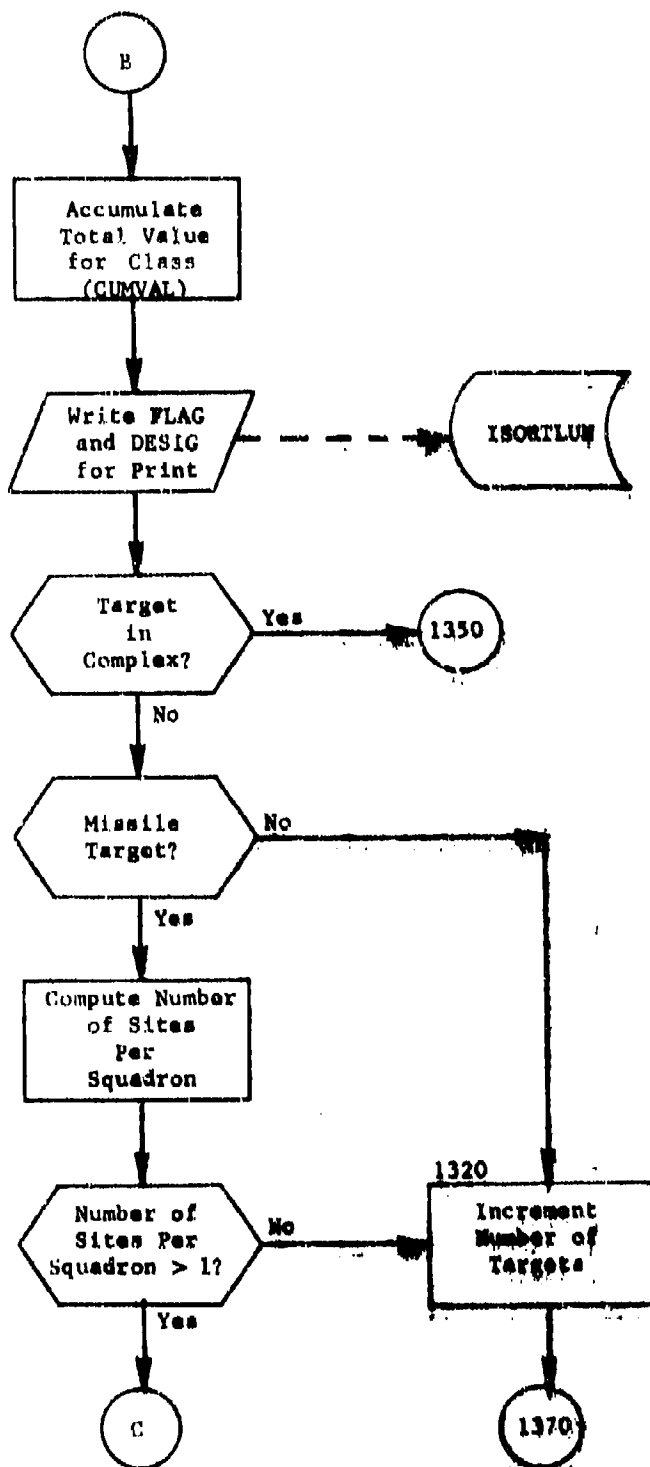 B
Accumulate
Total Value
for Class
(CUMVAL)
Write FLAG
and DESIG
for Print
ISORTLUN
Target
in
Complex?
Yes
1350
No
Missile
Target?
No
Yes
Compute Number
of Sites
Per
Squadron
1320
Number of
Sites Per
Squadron > 1?
No
Increment
Number of
Targets
Yes
C
1370